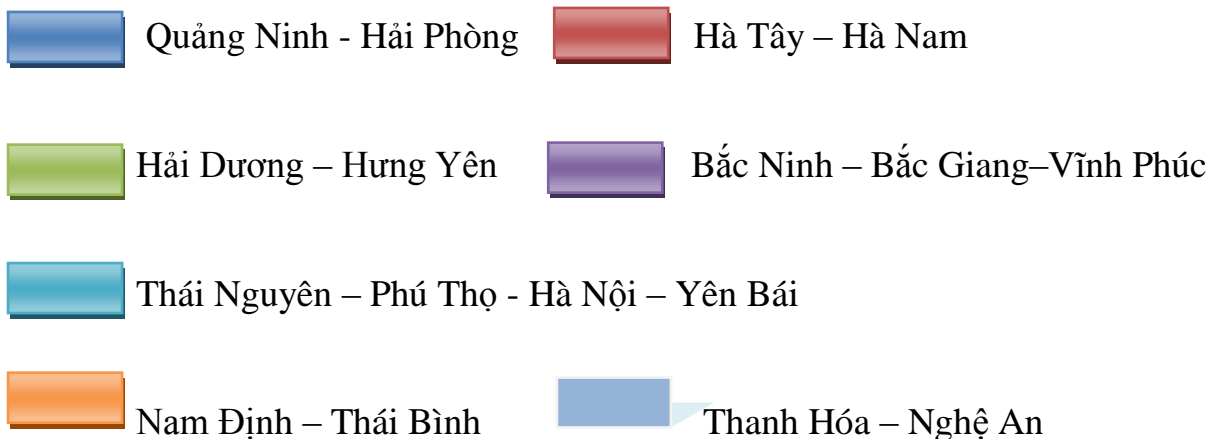 Quảng Ninh - Hải Phòng
Hà Tây – Hà Nam
Hải Dương – Hưng Yên
Bắc Ninh – Bắc Giang–Vĩnh Phúc
Thái Nguyên – Phú Thọ - Hà Nội – Yên Bái
Nam Định – Thái Bình
Thanh Hóa – Nghệ An